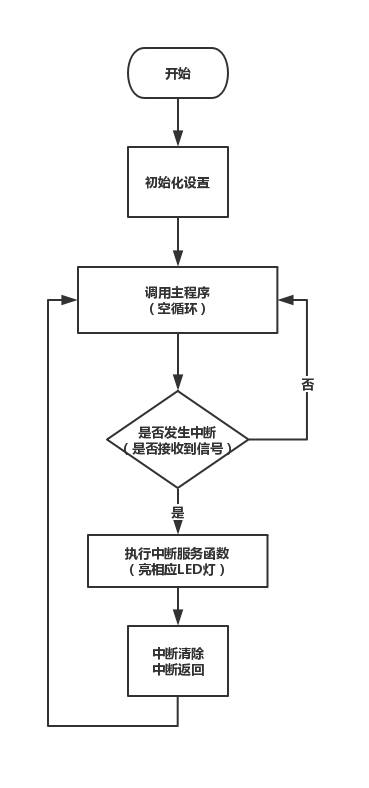 开始
初始化设置
调用主程序
（空循环）
否
是否发生中断
（是否接收到信号）
是
执行中断服务函数
（亮相应LED灯）
中断清除
中断返回